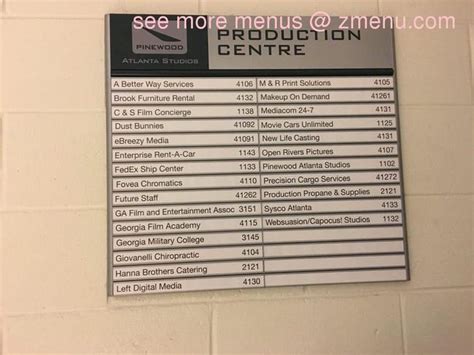 see more menus @ zmenu.com
PINEWOOD
ATLANTA STUDIOS
PRODUCTION
CENTRE
A Better Way Services 4106
Brook Furniture Rental 4132
C & S Film Concierge 1138
Dust Bunnies 41092
eBreezy Media 41091
Enterprise Rent-A-Car 1143
FedEx Ship Center 1133
Fovea Chromatics 4110
Future Staff 41262
GA Film and Entertainment Assoc 3151
Georgia Film Academy 4115
Georgia Military College 3145
Giovanelli Chiropractic 4104
Hanna Brothers Catering 2121
Left Digital Media 4130
M & R Print Solutions 4105
Makeup On Demand 41261
Mediacom 24-7 4131
Movie Cars Unlimited 1125
New Life Casting 4131
Open Rivers Pictures 4107
Pinewood Atlanta Studios 1102
Precision Cargo Services 41272
Production Propane & Supplies 2121
Sysco Atlanta 4133
Websuasion/Capocus! Studios 1132